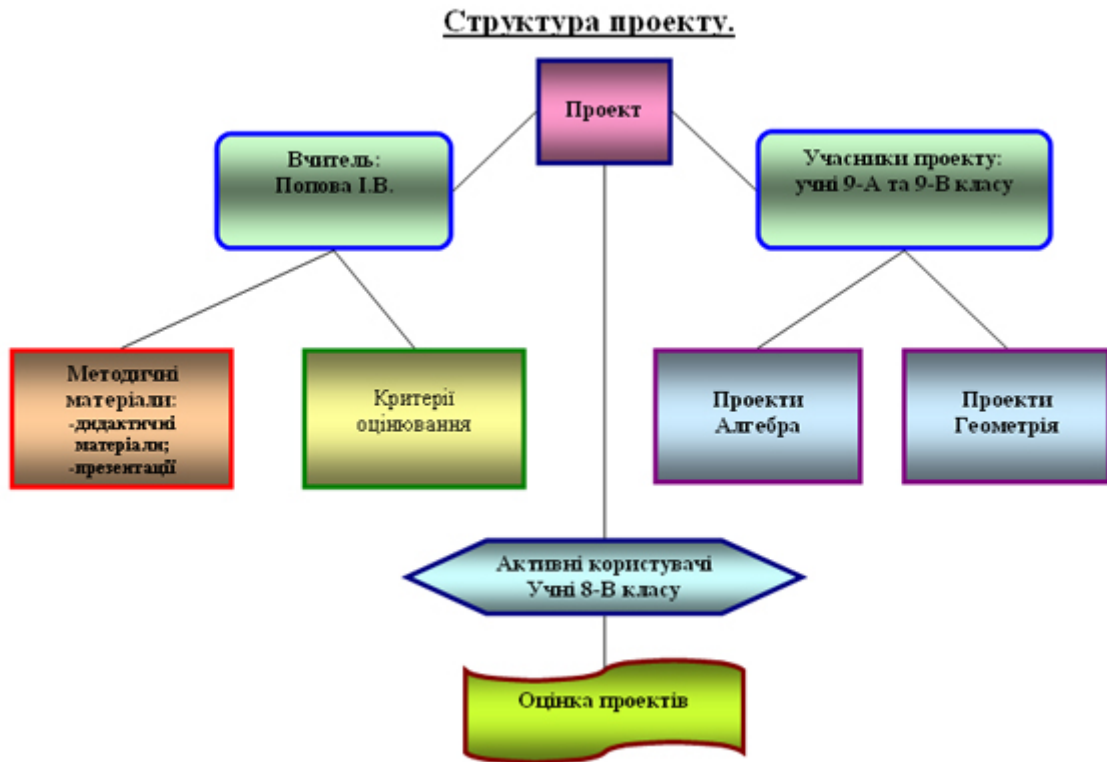 Структура проекту.
Проект
Вчитель:
Попова І.В.
Учасники проекту:
учні 9-А та 9-В класу
Методичні
матеріали:
-дидактичні
матеріали;
-презентації
Критерії
оцінювання
Проекти
Алгебра
Проекти
Геометрія
Активні користувачі
Учні 8-В класу
Оцінка проектів